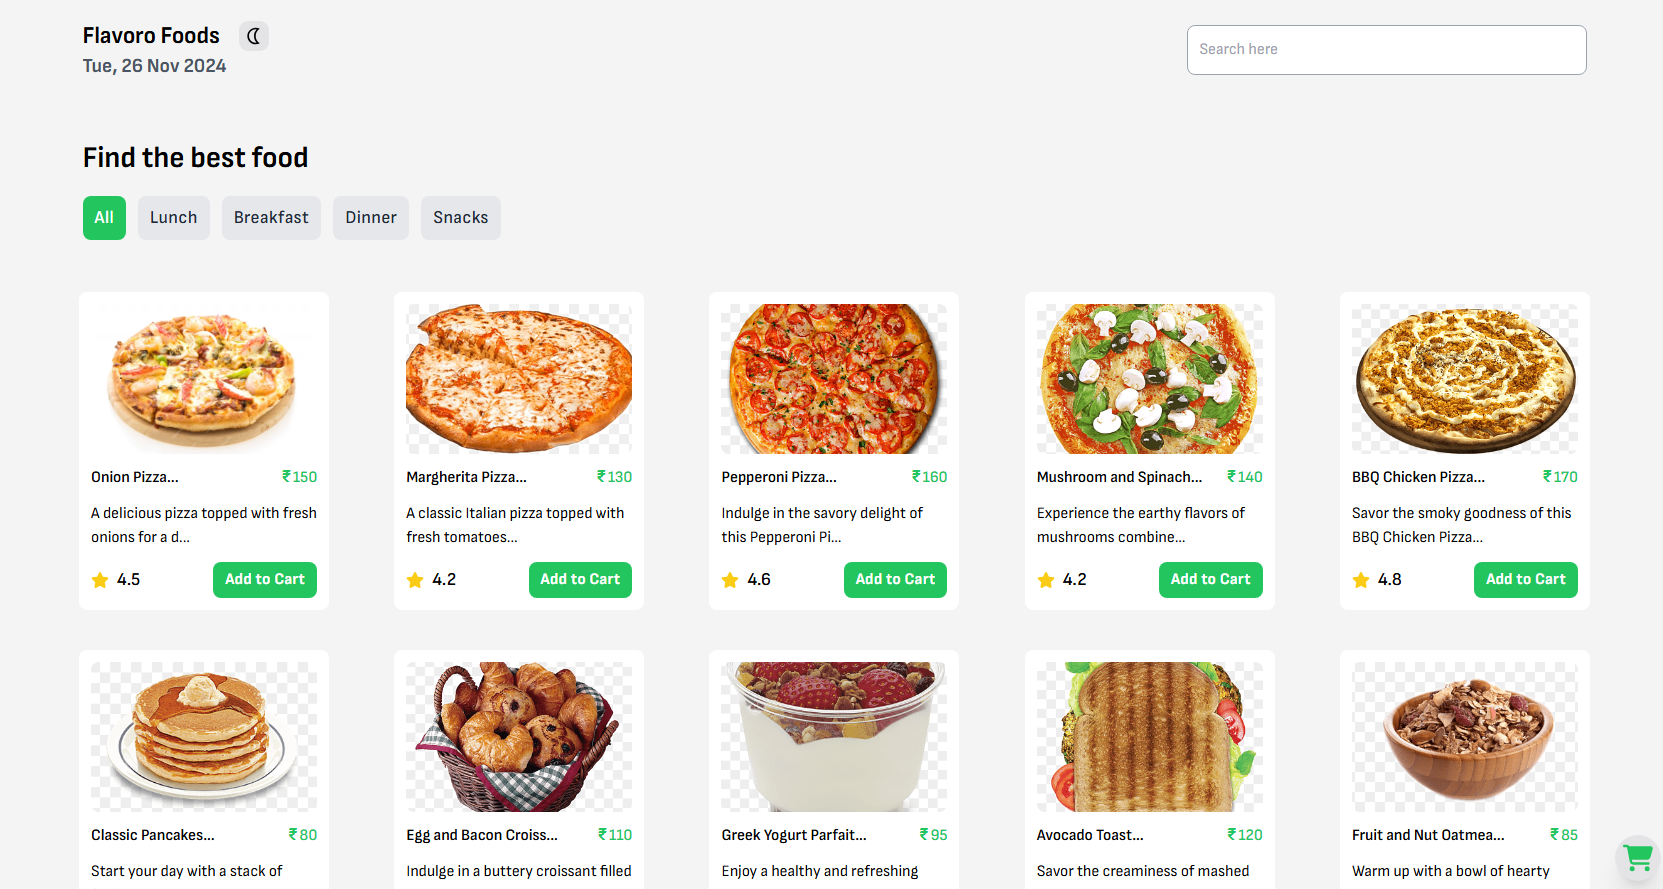 Flavoro Foods
Tue, 26 Nov 2024
Search here
Find the best food
All Lunch Breakfast Dinner Snacks
Onion Pizza... ₹150
A delicious pizza topped with fresh
onions for a d...
4.5 Add to Cart
Margherita Pizza... ₹130
A classic Italian pizza topped with
fresh tomatoes...
4.2 Add to Cart
Pepperoni Pizza... ₹160
Indulge in the savory delight of
this Pepperoni Pi...
4.6 Add to Cart
Mushroom and Spinach... ₹140
Experience the earthy flavors of
mushrooms combine...
4.2 Add to Cart
BBQ Chicken Pizza... ₹170
Savor the smoky goodness of this
BBQ Chicken Pizza...
4.8 Add to Cart
Classic Pancakes... ₹80
Start your day with a stack of
Egg and Bacon Croiss... ₹110
Indulge in a buttery croissant filled
Greek Yogurt Parfait... ₹95
Enjoy a healthy and refreshing
Avocado Toast... ₹120
Savor the creaminess of mashed
Fruit and Nut Oatmea... ₹85
Warm up with a bowl of hearty